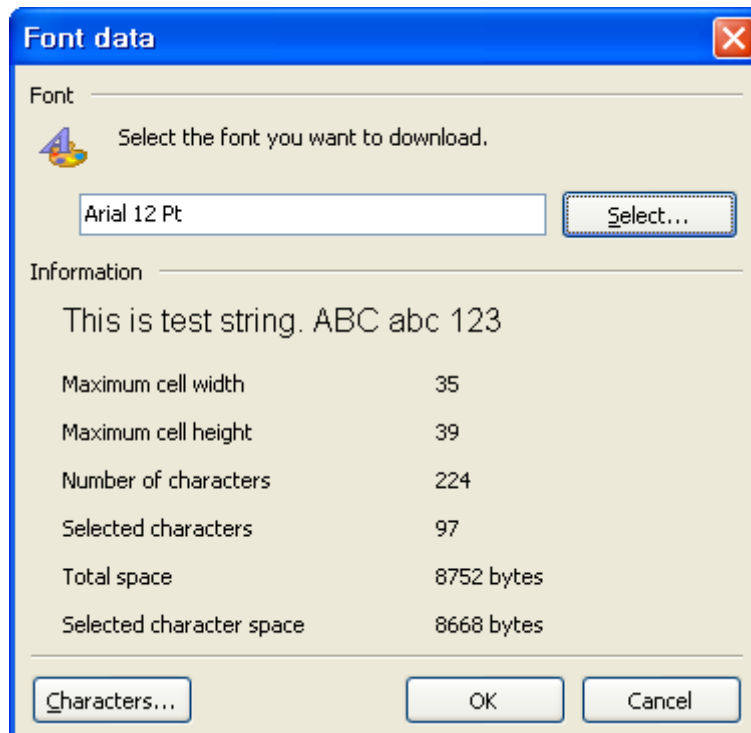 Font data
Font
Select the font you want to download.
Arial 12 Pt Select...
Information
This is test string. ABC abc 123
Maximum cell width 35
Maximum cell height 39
Number of characters 224
Selected characters 97
Total space 8752 bytes
Selected character space 8668 bytes
Characters... OK Cancel